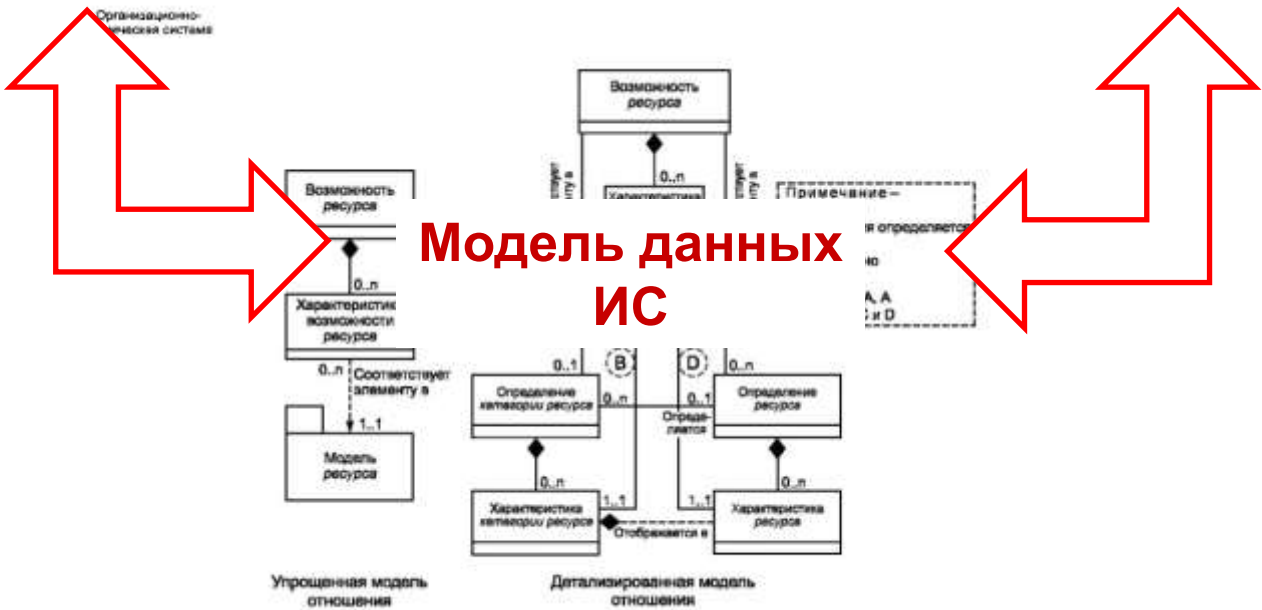 Организационно-
система
Возможность
ресурса
0..n
Характеристика
Примечание –
определяется
Возможность
ресурса
0..n
возможности
ресурса
0..n
Соответствует
элементу в
1..1
Модель
ресурса
Модель данных
ИС
A, A
и D
0..1
B
D
0..n
Определение
категории ресурса
0..n
0..1
Опреде-
ляется
Определение
ресурса
0..n
0..n
Характеристика
категории ресурса
1..1
1..1
Отображается в
Характеристика
ресурса
Упрощенная модель
отношения
Детализированная модель
отношения